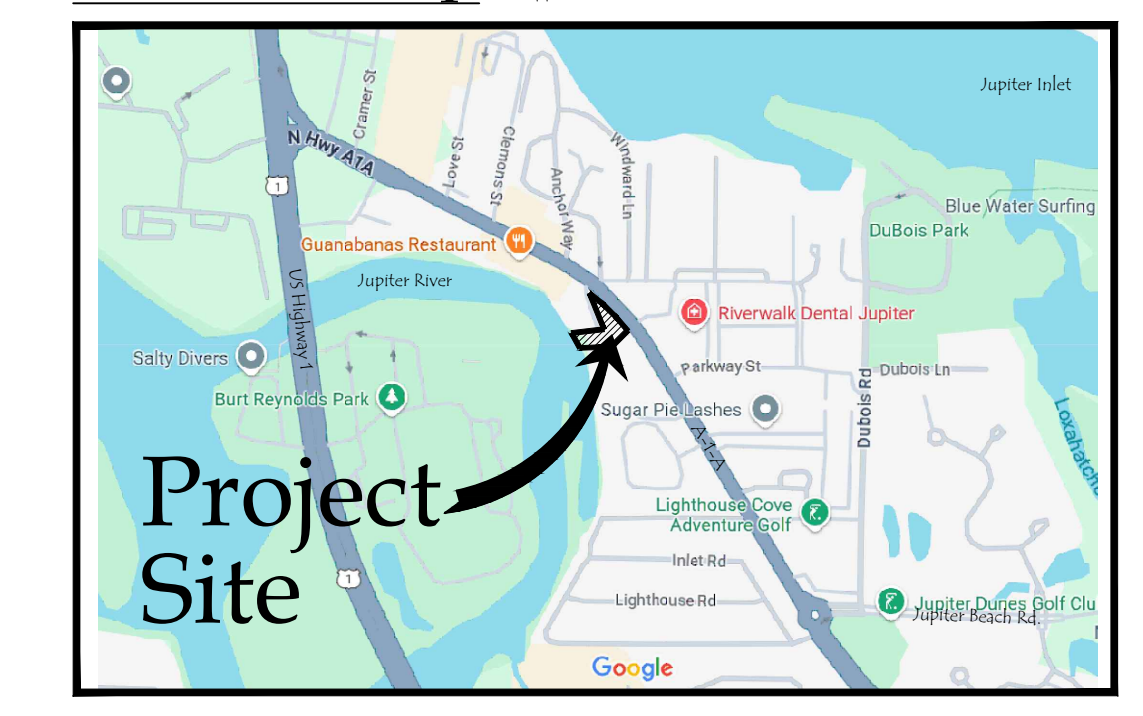 Jupiter Inlet
Cramer St
N Hwy A1A
Love St
Clemons St
Windward Ln
Anchor Way
1
Blue Water Surfing
DuBois Park
Guanabanas Restaurant
Jupiter River
US Highway 1
Riverwalk Dental Jupiter
Salty Divers
Parkway St
Dubois Ln
Dubois Rd
Burt Reynolds Park
Sugar Pie Lashes
A-1-A
Loxahatch
Project
Site
Lighthouse Cove
Adventure Golf
Inlet Rd
1
Lighthouse Rd
Jupiter Dunes Golf Clu
Jupiter Beach Rd.
Google